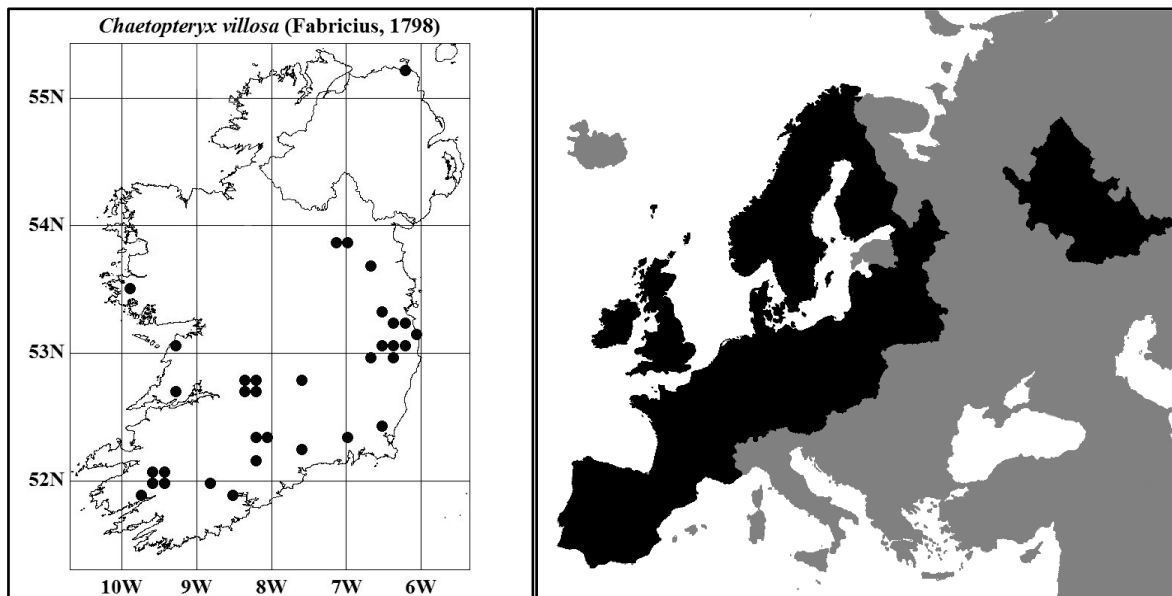 Chaetopteryx villosa (Fabricius, 1798)
55N
54N
53N
52N
10W 9W 8W 7W 6W